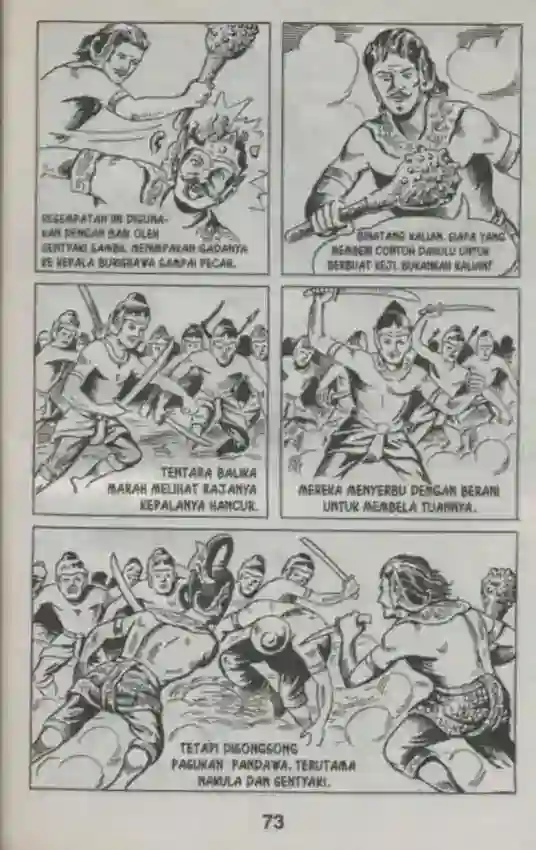 KESEMPATAN INI DIGUNA-
KAN DENGAN BAIK OLEH
SENTYAKI SAMBIL MENIMPAKAN GADANYA
KE KEPALA BURISRAWA SAMPAI PECAH.
BINATANG KALIAN. SIAPA YANG
MEMBERI CONTOH DAHULU UNTUK
BERBUAT KEJI. BUKANKAH KALIAN?
TENTARA BALIKA
MARAH MELIHAT RAJANYA
KEPALANYA HANCUR.
MEREKA MENYERBU DENGAN BERANI
UNTUK MEMBELA TUANNYA.
TETAPI DISONGSONG
PASUKAN PANDAWA. TERUTAMA
NAKULA DAN SENTYAKI.
73